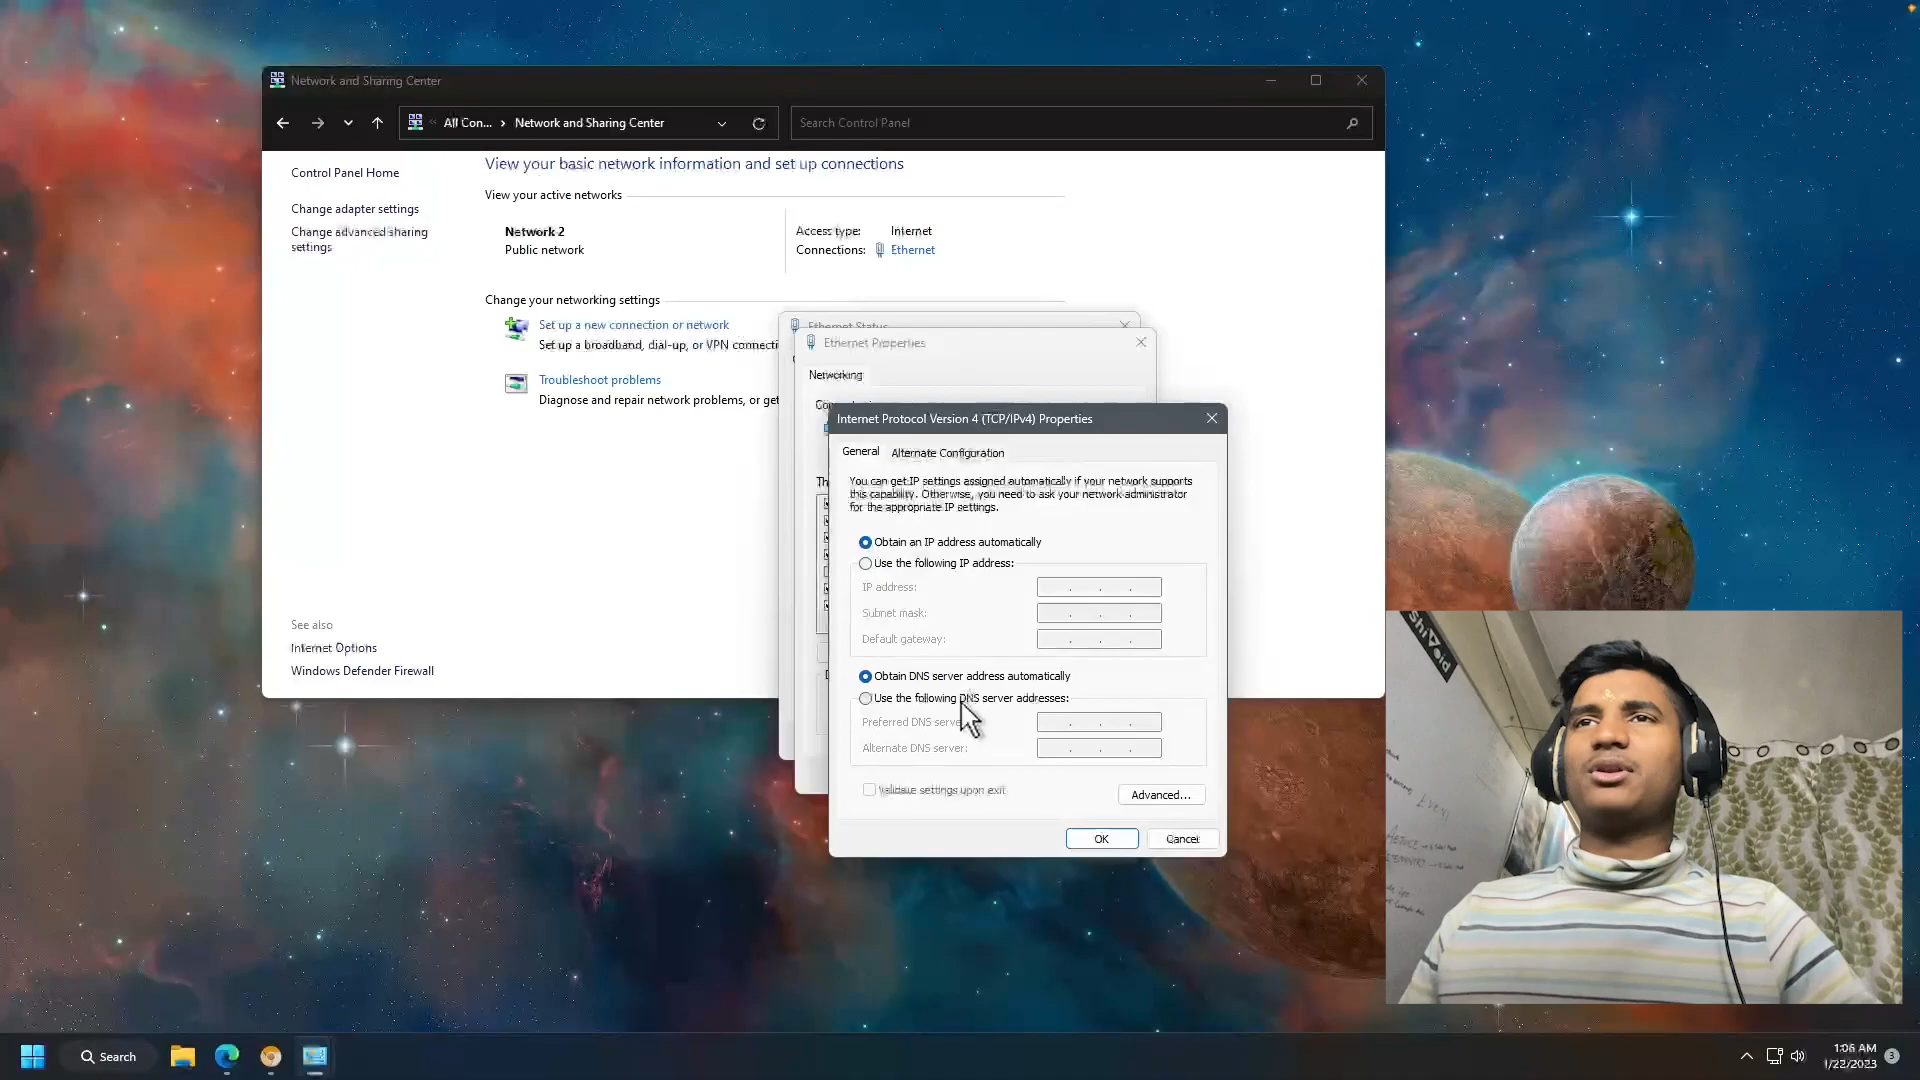 Network and Sharing Center
All Con... › Network and Sharing Center
Search Control Panel
Control Panel Home
Change adapter settings
Change advanced sharing
settings
View your basic network information and set up connections
View your active networks
Network 2
Public network
Access type: Internet
Connections: Ethernet
Change your networking settings
Set up a new connection or network
Set up a broadband, dial-up, or VPN connecti
Troubleshoot problems
Diagnose and repair network problems, or get
See also
Internet Options
Windows Defender Firewall
Ethernet Status
Ethernet Properties
Networking
Internet Protocol Version 4 (TCP/IPv4) Properties
General
Alternate Configuration
You can get IP settings assigned automatically if your network supports
this capability. Otherwise, you need to ask your network administrator
for the appropriate IP settings.
Obtain an IP address automatically
Use the following IP address:
IP address:
Subnet mask:
Default gateway:
Obtain DNS server address automatically
Use the following DNS server addresses:
Preferred DNS serve
Alternate DNS server:
Validate settings upon exit
Advanced...
OK
Cancel
Search
1:06 AM
1/22/2023
3